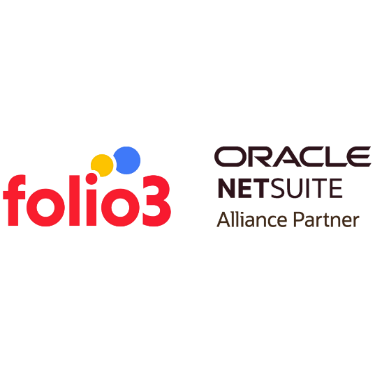 folio3
ORACLE
NETSUITE
Alliance Partner